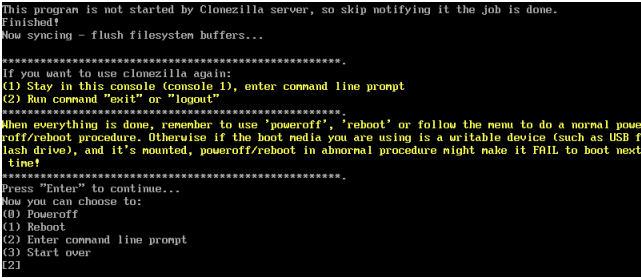 This program is not started by Clonezilla server, so skip notifying it the job is done.
Finished!
Now syncing - flush filesystem buffers...
*****************************************************.
If you want to use clonezilla again:
(1) Stay in this console (console 1), enter command line prompt
(2) Run command "exit" or "logout"
*****************************************************.
When everything is done, remember to use 'poweroff', 'reboot' or follow the menu to do a normal powe
roff/reboot procedure. Otherwise if the boot media you are using is a writable device (such as USB f
lash drive), and it's mounted, poweroff/reboot in abnormal procedure might make it FAIL to boot next
time!
*****************************************************.
Press "Enter" to continue...
Now you can choose to:
(0) Poweroff
(1) Reboot
(2) Enter command line prompt
(3) Start over
[2]